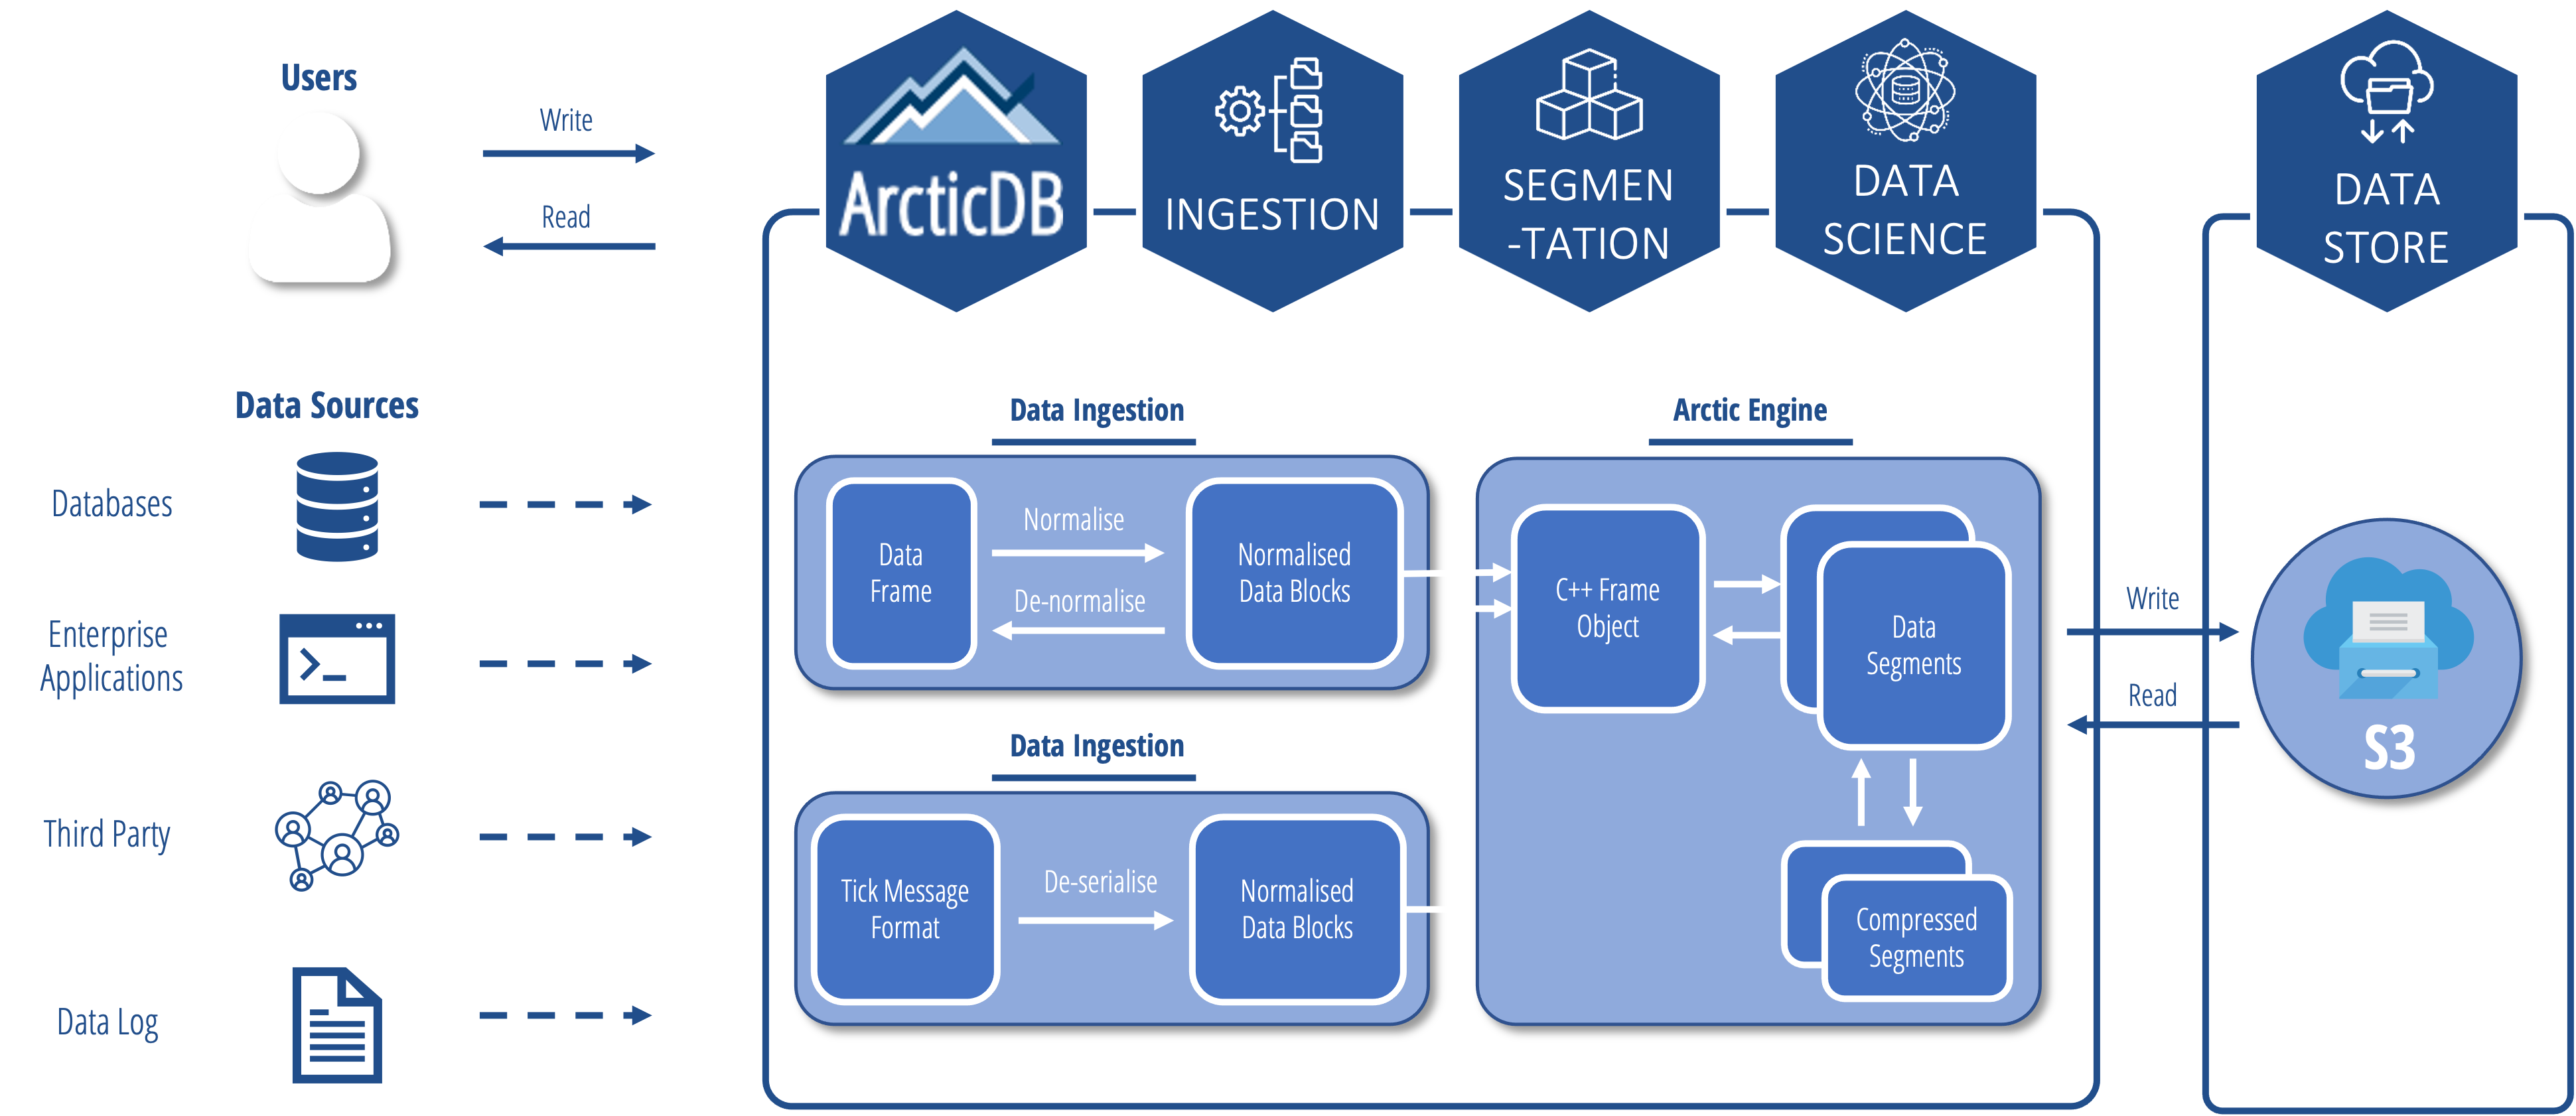 Users
Write
Read
ArcticDB
INGESTION
SEGMEN
-TATION
DATA
SCIENCE
DATA
STORE
Data Sources
Databases
Enterprise
Applications
Third Party
Data Log
Data Ingestion
Data
Frame
Normalise
De-normalise
Normalised
Data Blocks
Data Ingestion
Tick Message
Format
De-serialise
Normalised
Data Blocks
Arctic Engine
C++ Frame
Object
Data
Segments
Compressed
Segments
Write
Read
S3